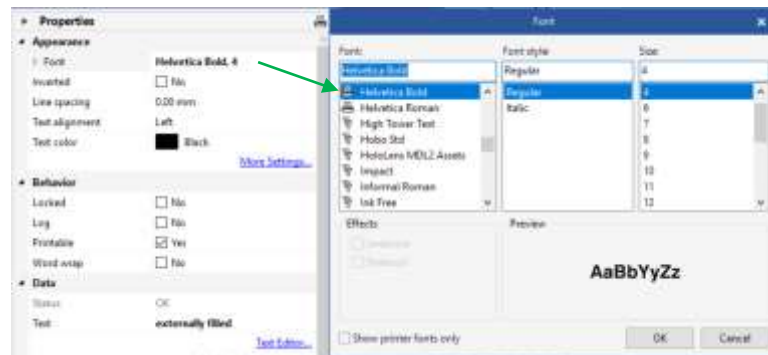 Properties
Appearance
Font Helvetica Bold, 4
Inverted No
Line spacing 0.00 mm
Text alignment Left
Text color Black
More Settings...
Behavior
Locked No
Log No
Printable Yes
Word wrap No
Data
Status OK
Text externally filled
Text Editor...
Font
Font: Font style Size:
Helvetica Bold Regular 4
Helvetica Bold Regular 4
Helvetica Roman Italic 6
High Tower Text 7
Hobo Std 8
HoloLens MDL2 Assets 9
Impact 10
Informal Roman 11
Ink Free 12
Effects Preview
AaBbYyZz
Show printer fonts only OK Cancel